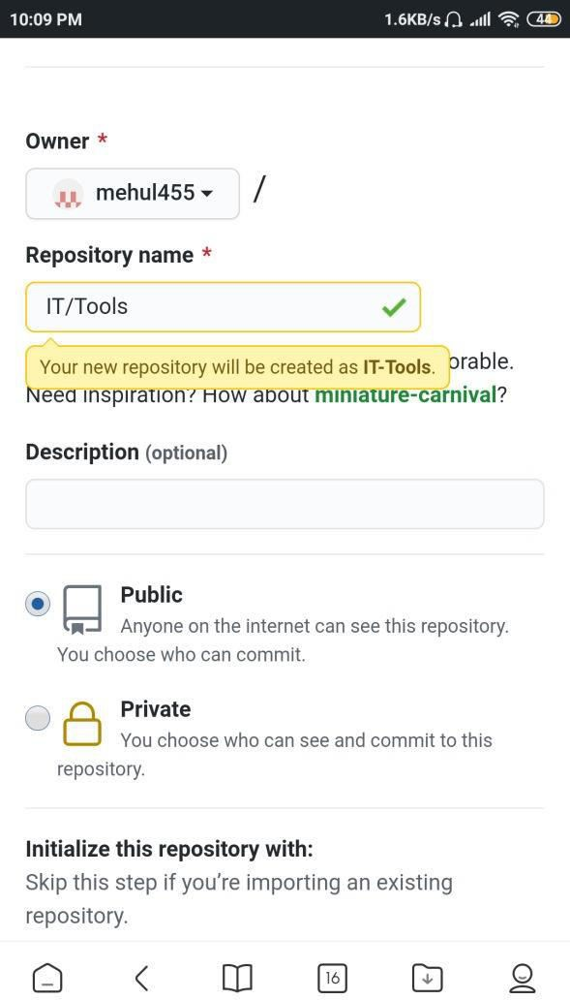 10:09 PM
1.6KB/s
44
Owner *
mehul455 /
Repository name *
IT/Tools
Your new repository will be created as IT-Tools.
orable.
Need inspiration? How about miniature-carnival?
Description (optional)
Public
Anyone on the internet can see this repository.
You choose who can commit.
Private
You choose who can see and commit to this
repository.
Initialize this repository with:
Skip this step if you’re importing an existing
repository.
16